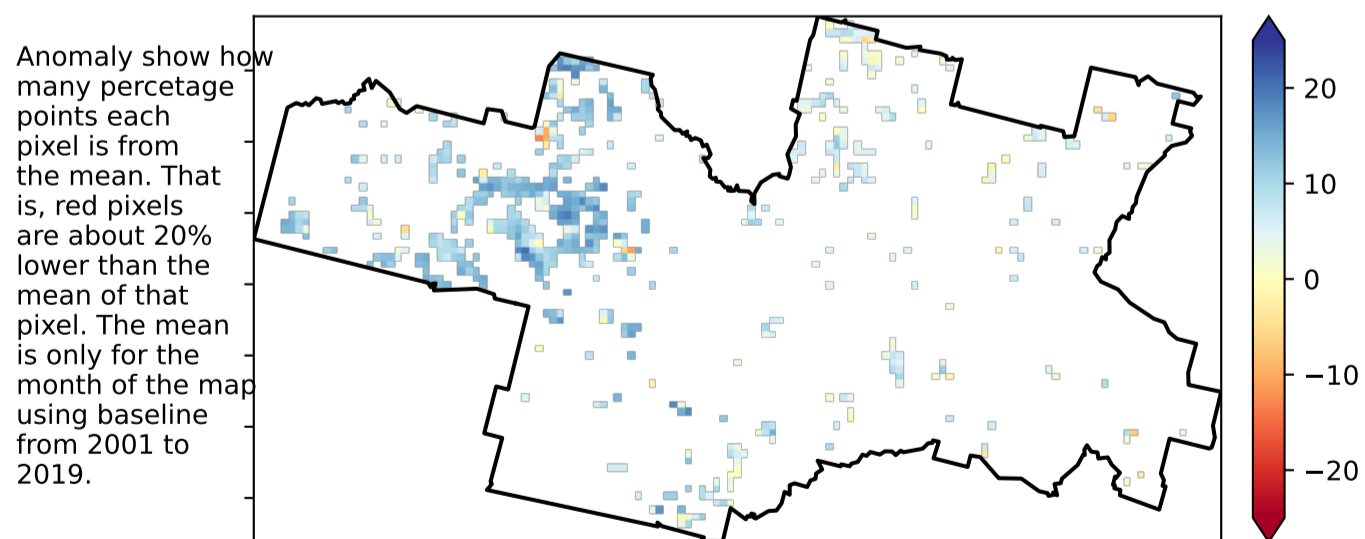 Anomaly show how
many percetage
points each
pixel is from
the mean. That
is, red pixels
are about 20%
lower than the
mean of that
pixel. The mean
is only for the
month of the map
using baseline
from 2001 to
2019.
20
10
0
−10
−20